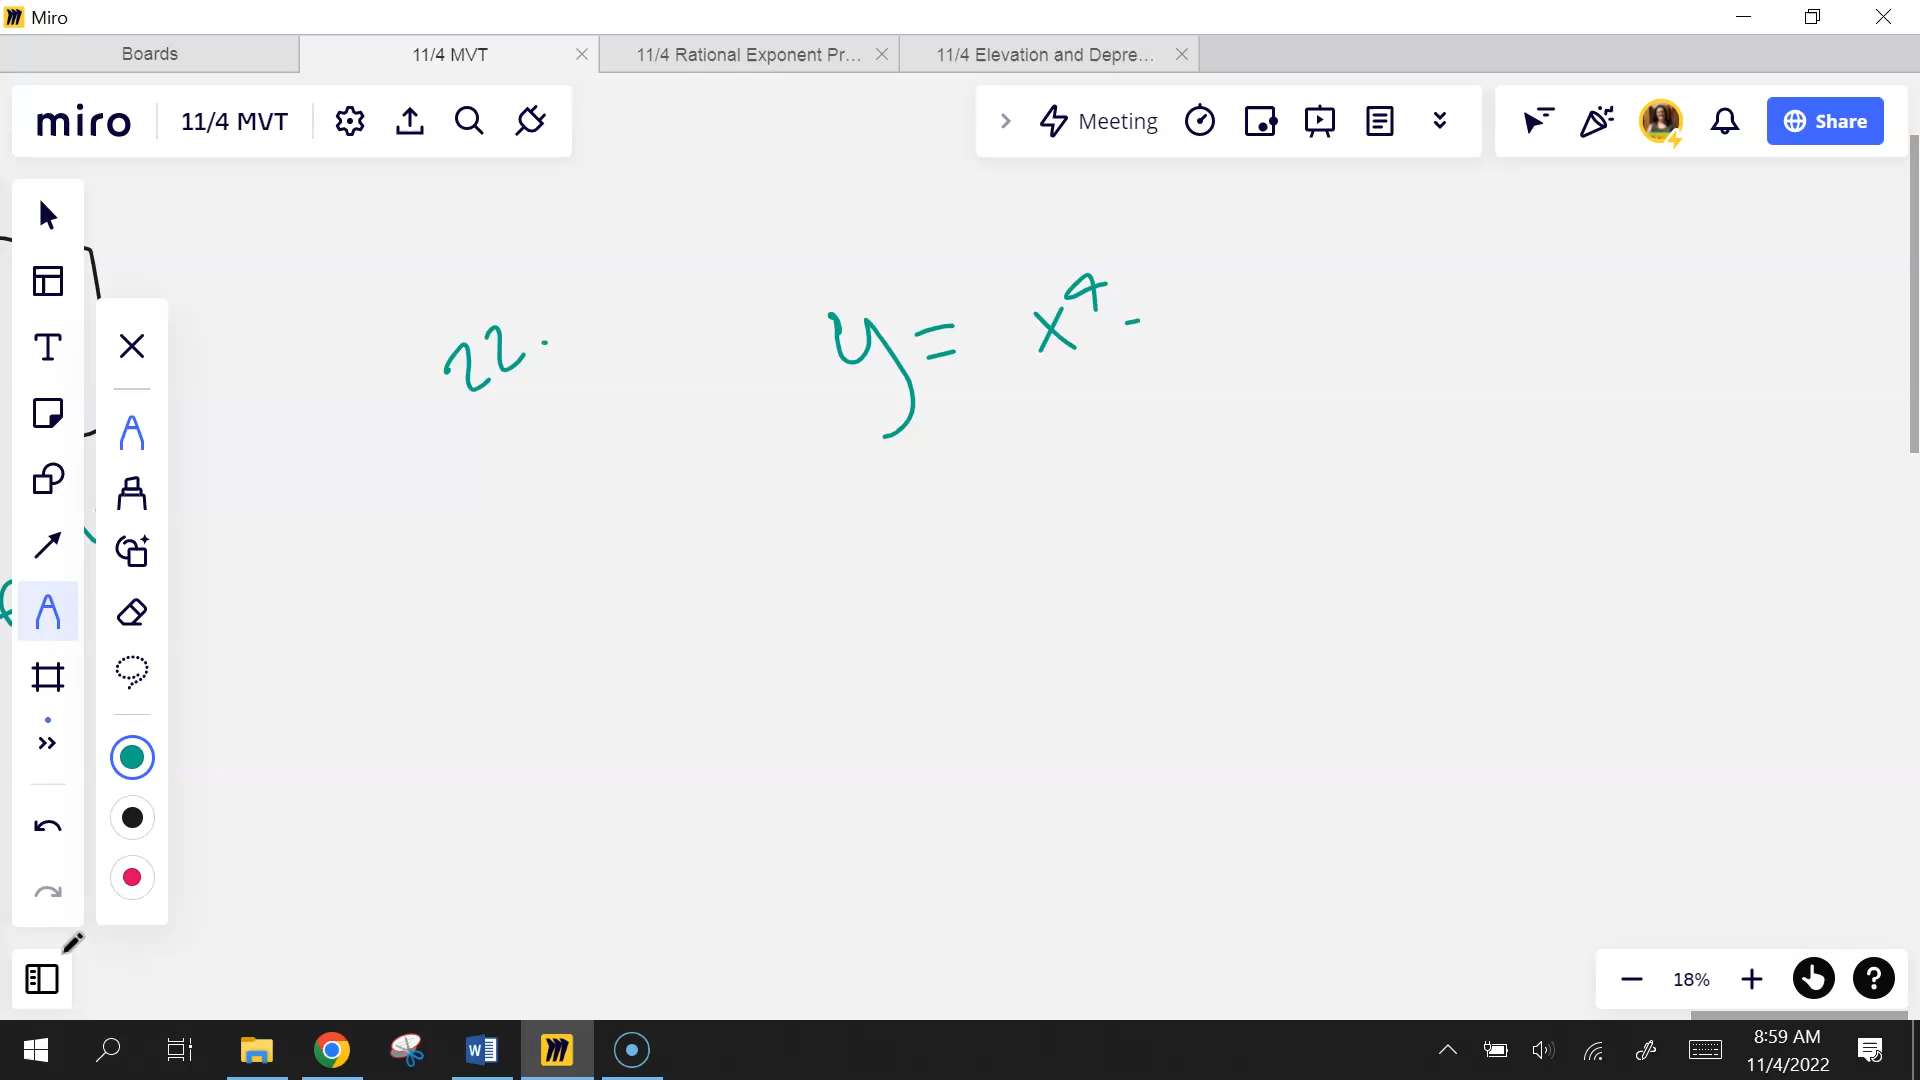 Miro
Boards
11/4 MVT
11/4 Rational Exponent Pr...
11/4 Elevation and Depre...
miro
11/4 MVT
Meeting
Share
22. y = x⁴ -
18%
8:59 AM
11/4/2022